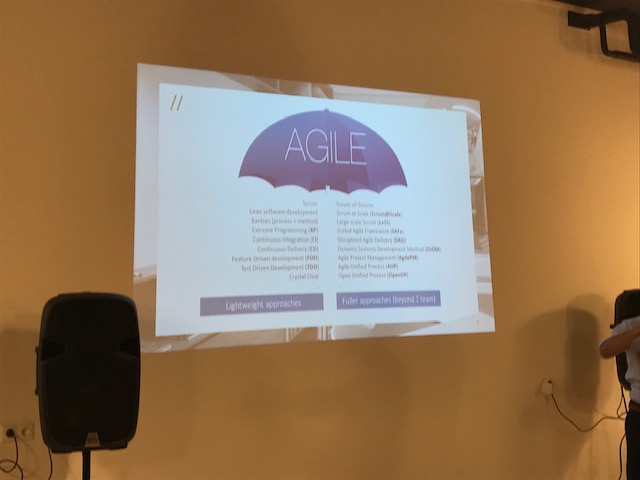 //
AGILE
Scrum
Lean software development
Kanban (process + method)
Extreme Programming (XP)
Continuous Integration (CI)
Continuous Delivery (CD)
Feature Driven development (FDD)
Test Driven Development (TDD)
Crystal Clear
Lightweight approaches
Scrum of Scrums
Scrum at Scale (Scrum@Scale)
Large-scale Scrum (LeSS)
Scaled Agile Framework (SAFe)
Disciplined Agile Delivery (DAD)
Dynamic Systems Development Method (DSDM)
Agile Project Management (AgilePM)
Agile Unified Process (AUP)
Open Unified Process (OpenUP)
Fuller approaches (beyond 1 team)